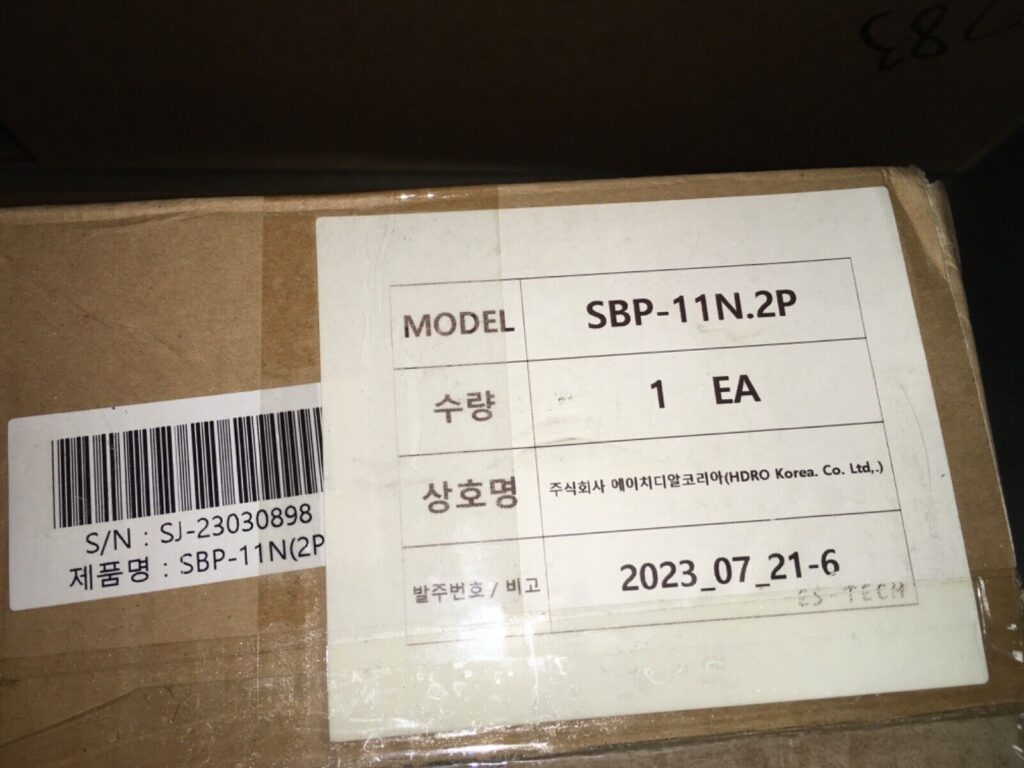 783
MODEL SBP-11N.2P
수량 1 EA
상호명 주식회사 에이치디알코리아(HDRO Korea. Co. Ltd,.)
발주번호 / 비고 2023_07_21-6
ES-TECH
S/N : SJ-23030898
제품명 : SBP-11N(2P